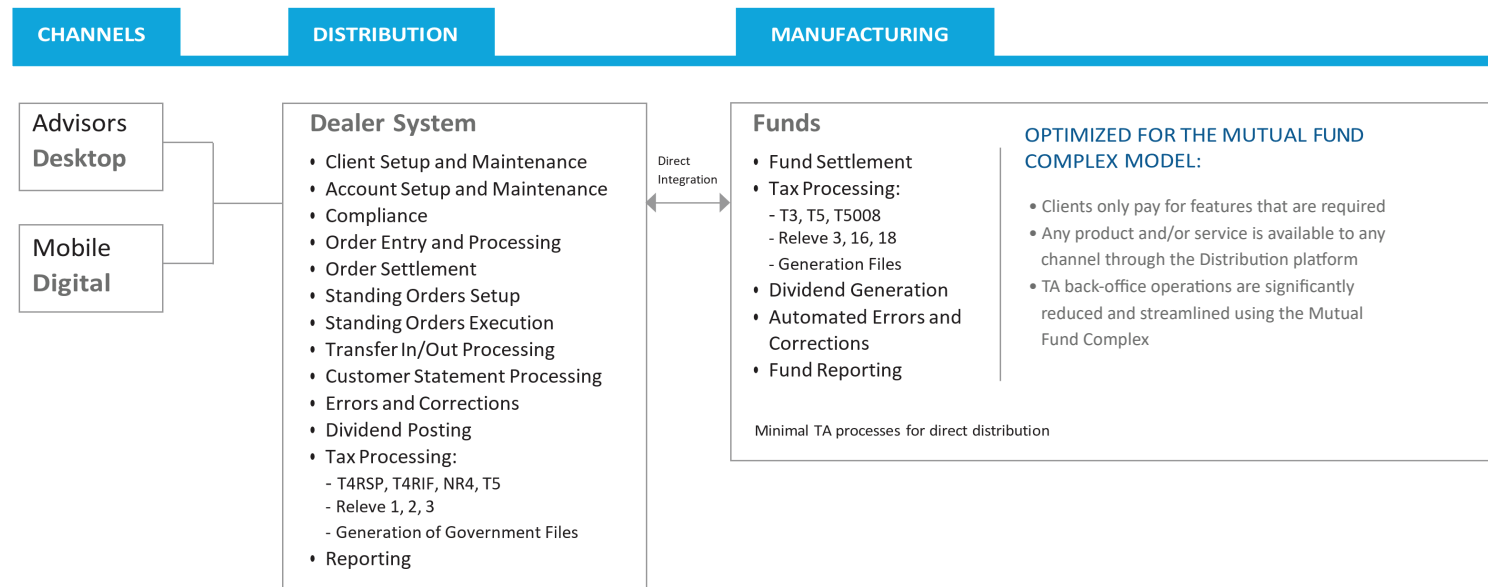 CHANNELS
DISTRIBUTION
MANUFACTURING
Advisors
Desktop
Mobile
Digital
Dealer System
• Client Setup and Maintenance
• Account Setup and Maintenance
• Compliance
• Order Entry and Processing
• Order Settlement
• Standing Orders Setup
• Standing Orders Execution
• Transfer In/Out Processing
• Customer Statement Processing
• Errors and Corrections
• Dividend Posting
• Tax Processing:
- T4RSP, T4RIF, NR4, T5
- Releve 1, 2, 3
- Generation of Government Files
• Reporting
Direct
Integration
Funds
• Fund Settlement
• Tax Processing:
- T3, T5, T5008
- Releve 3, 16, 18
- Generation Files
• Dividend Generation
• Automated Errors and
Corrections
• Fund Reporting
OPTIMIZED FOR THE MUTUAL FUND
COMPLEX MODEL:
• Clients only pay for features that are required
• Any product and/or service is available to any
channel through the Distribution platform
• TA back-office operations are significantly
reduced and streamlined using the Mutual
Fund Complex
Minimal TA processes for direct distribution